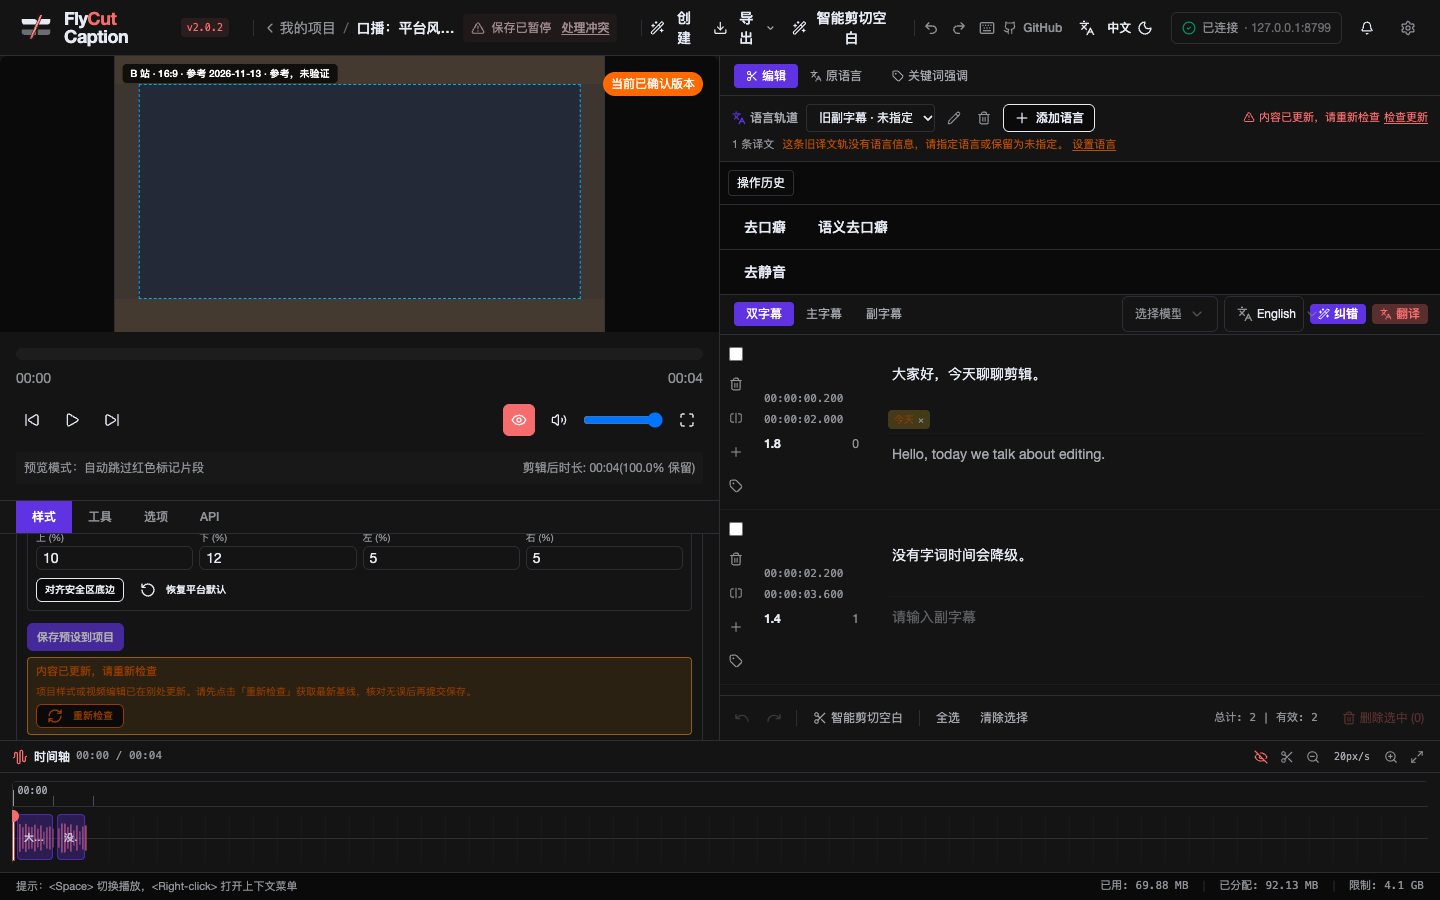 FlyCut Caption
v2.0.2
我的项目 / 口播：平台风...
保存已暂停 处理冲突
创建
导出
智能剪切空白
GitHub
中文
已连接 · 127.0.0.1:8799
B 站 · 16:9 · 参考 2026-11-13 · 参考，未验证
当前已确认版本
00:00
00:04
预览模式：自动跳过红色标记片段
剪辑后时长: 00:04(100.0% 保留)
样式 工具 选项 API
上 (%) 下 (%) 左 (%) 右 (%)
10 12 5 5
对齐安全区底边 恢复平台默认
保存预设到项目
内容已更新，请重新检查
项目样式或视频编辑已在别处更新。请先点击「重新检查」获取最新基线，核对无误后再提交保存。
重新检查
编辑 原语言 关键词强调
语言轨道 旧副字幕 · 未指定 添加语言
内容已更新，请重新检查 检查更新
1 条译文 这条旧译文轨没有语言信息，请指定语言或保留为未指定。 设置语言
操作历史
去口癖 语义去口癖
去静音
双字幕 主字幕 副字幕
选择模型 English 纠错 翻译
大家好，今天聊聊剪辑。
00:00:00.200
00:00:02.000
今天 ×
1.8 0
Hello, today we talk about editing.
没有字词时间会降级。
00:00:02.200
00:00:03.600
1.4 1
请输入副字幕
智能剪切空白 全选 清除选择
总计: 2 | 有效: 2
删除选中 (0)
时间轴 00:00 / 00:04
20px/s
00:00
大... 没.
提示: <Space> 切换播放, <Right-click> 打开上下文菜单
已用: 69.88 MB
已分配: 92.13 MB
限制: 4.1 GB